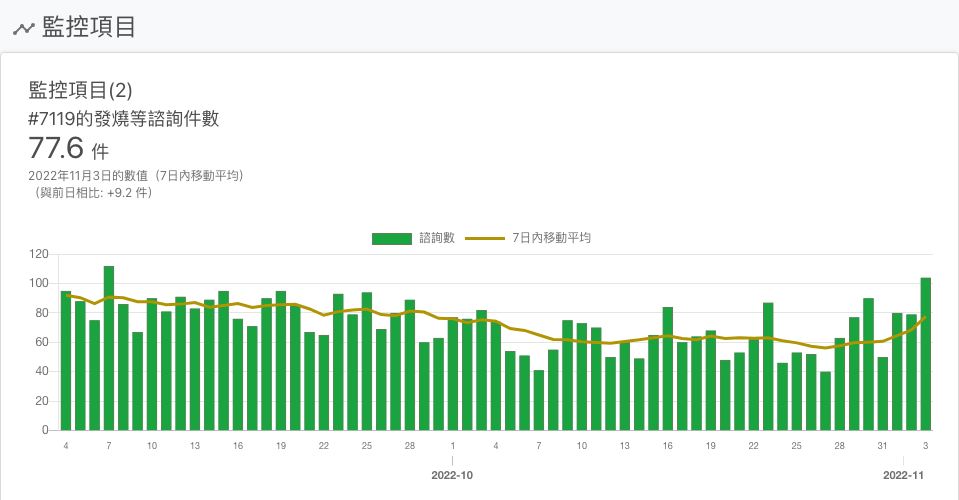 監控項目
監控項目(2)
#7119的發燒等諮詢件數
77.6 件
2022年11月3日的數值（7日內移動平均）
（與前日相比: +9.2 件）
諮詢數 7日內移動平均
120
100
80
60
40
20
0
4 7 10 13 16 19 22 25 28 1 4 7 10 13 16 19 22 25 28 31 3
2022-10 2022-11